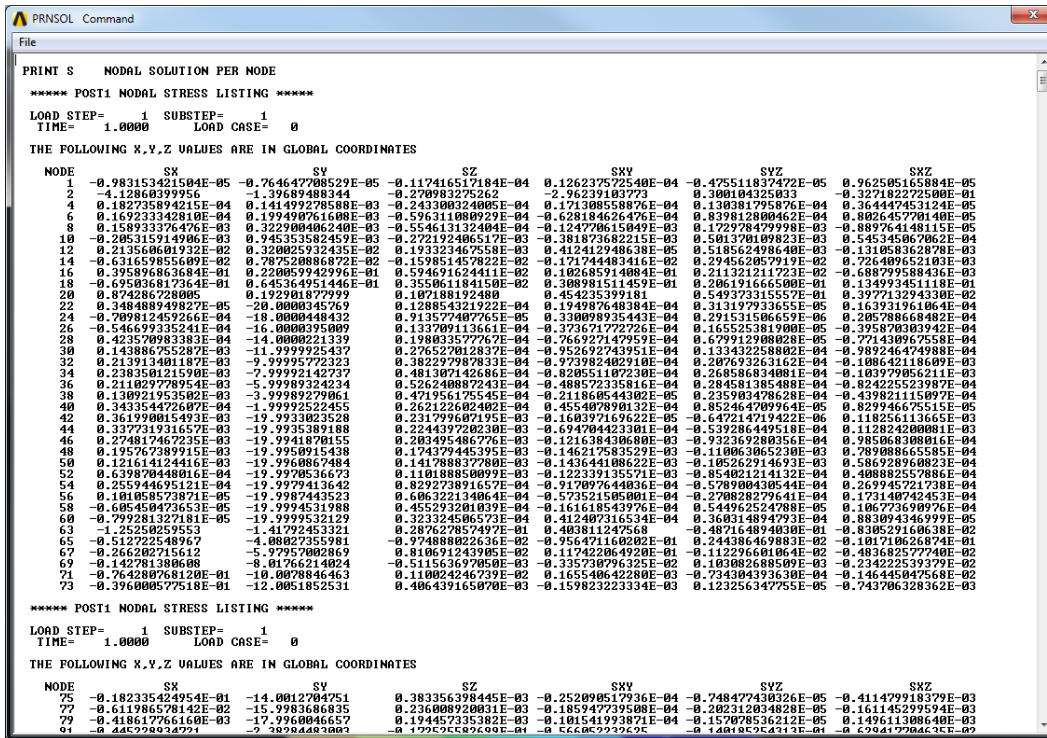 PRNSOL Command
File
PRINT S NODAL SOLUTION PER NODE
***** POST1 NODAL STRESS LISTING *****
LOAD STEP= 1 SUBSTEP= 1
TIME= 1.0000 LOAD CASE= 0
THE FOLLOWING X,Y,Z VALUES ARE IN GLOBAL COORDINATES
NODE SX SY SZ SXY SYZ SXZ
1 -0.983153421504E-05 -0.764647708529E-05 -0.117416517184E-04 0.126237572540E-04 -0.475511837472E-05 0.962505165884E-05
2 -4.12860399956 -1.39689488344 -0.270983275262 -2.96239103773 0.300104325033 -0.327182272500E-01
4 0.182735894215E-04 0.141499278588E-03 -0.243300324005E-04 0.171308558876E-04 0.130381795876E-04 0.364447453124E-05
6 0.169233342810E-04 0.199490761608E-03 -0.596311080929E-04 -0.628184626476E-04 0.839812800462E-04 0.802645770140E-05
8 0.158933376476E-03 0.322900406240E-03 -0.554613132404E-04 -0.124770615049E-03 0.172978479998E-03 -0.889764148115E-05
10 -0.205315914906E-03 0.945353582459E-03 -0.272192406517E-03 -0.381873682215E-03 0.501370109823E-03 0.545345067062E-04
12 0.213560601932E-02 0.320025932435E-02 0.193323467558E-03 0.412412948638E-05 0.518562498640E-03 -0.131058362878E-03
14 -0.631659855609E-02 0.787520886872E-02 -0.159851457822E-02 -0.171744483416E-02 0.294562057919E-02 0.726409652103E-03
16 0.395896863684E-01 0.220059942996E-01 0.594691624411E-02 0.102685914084E-01 0.211321211723E-02 -0.688799588436E-03
18 -0.695036817364E-01 0.645364951446E-01 0.355061184150E-02 0.308981511459E-01 0.206191666500E-01 0.134993451118E-01
20 0.874286728005 0.192901877979 0.107188192480 0.454235399181 0.549373315557E-01 0.397713294330E-02
22 0.348488949827E-05 -20.0000345769 0.128854321922E-04 0.194987648384E-04 0.313197933655E-05 0.163931961064E-04
24 -0.709812459266E-04 -18.0000448432 0.913577407765E-05 0.330098935443E-04 0.291531506659E-06 0.205788668482E-04
26 -0.546699335241E-04 -16.0000395009 0.133709113661E-04 -0.373671772726E-04 0.165525381900E-05 -0.395870303942E-04
28 0.423570983383E-04 -14.0000221339 0.198033577767E-04 -0.766927147959E-04 0.679912908028E-05 -0.771430967558E-04
30 0.143886755287E-03 -11.9999925437 0.276527012837E-04 -0.952692743951E-04 0.133432258802E-04 -0.989246474988E-04
32 0.213913401187E-03 -9.99995772323 0.382297987833E-04 -0.973982402910E-04 0.207693263162E-04 -0.108642118609E-03
34 0.238350121590E-03 -7.99992142737 0.481307142686E-04 -0.820551107230E-04 0.268586834081E-04 -0.103979056211E-03
36 0.211029778954E-03 -5.99989324234 0.526240887243E-04 -0.488572335816E-04 0.284581385488E-04 -0.824225523987E-04
38 0.130921953502E-03 -3.99989279061 0.471956175545E-04 -0.211860544302E-05 0.235903478628E-04 -0.439821115097E-04
40 0.343354472607E-04 -1.99992522455 0.262122602402E-04 0.455407890132E-04 0.852464709964E-05 0.829946675515E-05
42 0.361990015493E-03 -19.9933023528 0.231799607195E-03 -0.160397169622E-05 -0.647214719422E-06 0.118256113665E-03
44 0.337731931657E-03 -19.9935389188 0.224439720230E-03 -0.694704423301E-04 -0.539286449518E-04 0.112824200081E-03
46 0.274817467235E-03 -19.9941870155 0.203495486776E-03 -0.121638430680E-03 -0.932369280356E-04 0.985068308016E-04
48 0.195767389915E-03 -19.9950915438 0.174379445395E-03 -0.146217583529E-03 -0.110063065230E-03 0.789088665585E-04
50 0.121614124416E-03 -19.9960867484 0.141788837780E-03 -0.143644108622E-03 -0.105262914693E-03 0.586928960823E-04
52 0.639870448016E-04 -19.9970536673 0.110188850009E-03 -0.122339135571E-03 -0.854021214132E-04 0.408882557886E-04
54 0.255944695121E-04 -19.9979413642 0.829273891657E-04 -0.917097644036E-04 -0.578900430544E-04 0.269945721738E-04
56 0.101058573871E-05 -19.9987443523 0.606322134064E-04 -0.573521505001E-04 -0.270828279641E-04 0.173140742453E-04
58 -0.605450473653E-05 -19.9994531988 0.455293201039E-04 -0.161618543976E-04 0.544962524788E-05 0.106773690976E-04
60 -0.799281327181E-05 -19.9999532129 0.323324506573E-04 0.412407316534E-04 0.360314894793E-04 0.883094346999E-05
63 -1.25250259553 -1.41792453321 0.287627857497E-01 0.403811247568 0.487164894030E-01 -0.830529160638E-02
65 -0.512722548967 -4.08027355981 -0.974888022636E-02 -0.956471160202E-01 0.244386469883E-02 -0.101710626874E-01
67 -0.266202715612 -5.97957002869 0.810691243905E-02 0.117422064920E-01 -0.112296601064E-02 -0.483682577740E-02
69 -0.142781380608 -8.01766214024 -0.511563697050E-03 -0.335730796325E-02 0.103082688509E-03 -0.234222539379E-02
71 -0.764280768120E-01 -10.0078846463 0.110024246739E-02 0.165540642280E-03 -0.734304393630E-04 -0.146445047568E-02
73 -0.396000577518E-01 -12.0051852531 0.406439165070E-03 -0.159823223334E-03 0.123256347755E-05 -0.743706328362E-03
***** POST1 NODAL STRESS LISTING *****
LOAD STEP= 1 SUBSTEP= 1
TIME= 1.0000 LOAD CASE= 0
THE FOLLOWING X,Y,Z VALUES ARE IN GLOBAL COORDINATES
NODE SX SY SZ SXY SYZ SXZ
75 -0.182335424954E-01 -14.0012704751 0.383356398445E-03 -0.252090517936E-04 -0.748477430326E-05 -0.411479918379E-03
77 -0.611986578142E-02 -15.9983686835 0.236008920031E-03 -0.185947739508E-04 -0.202312034828E-05 -0.161145299594E-03
79 -0.418617766160E-03 -17.9960046657 0.194457335382E-03 -0.101541993871E-04 -0.157078536212E-05 0.149611308640E-03
91 -0.445228934721 -2.38284483003 -0.172525582699E-01 -0.566052232625 -0.140185254313E-01 -0.629417204635E-02